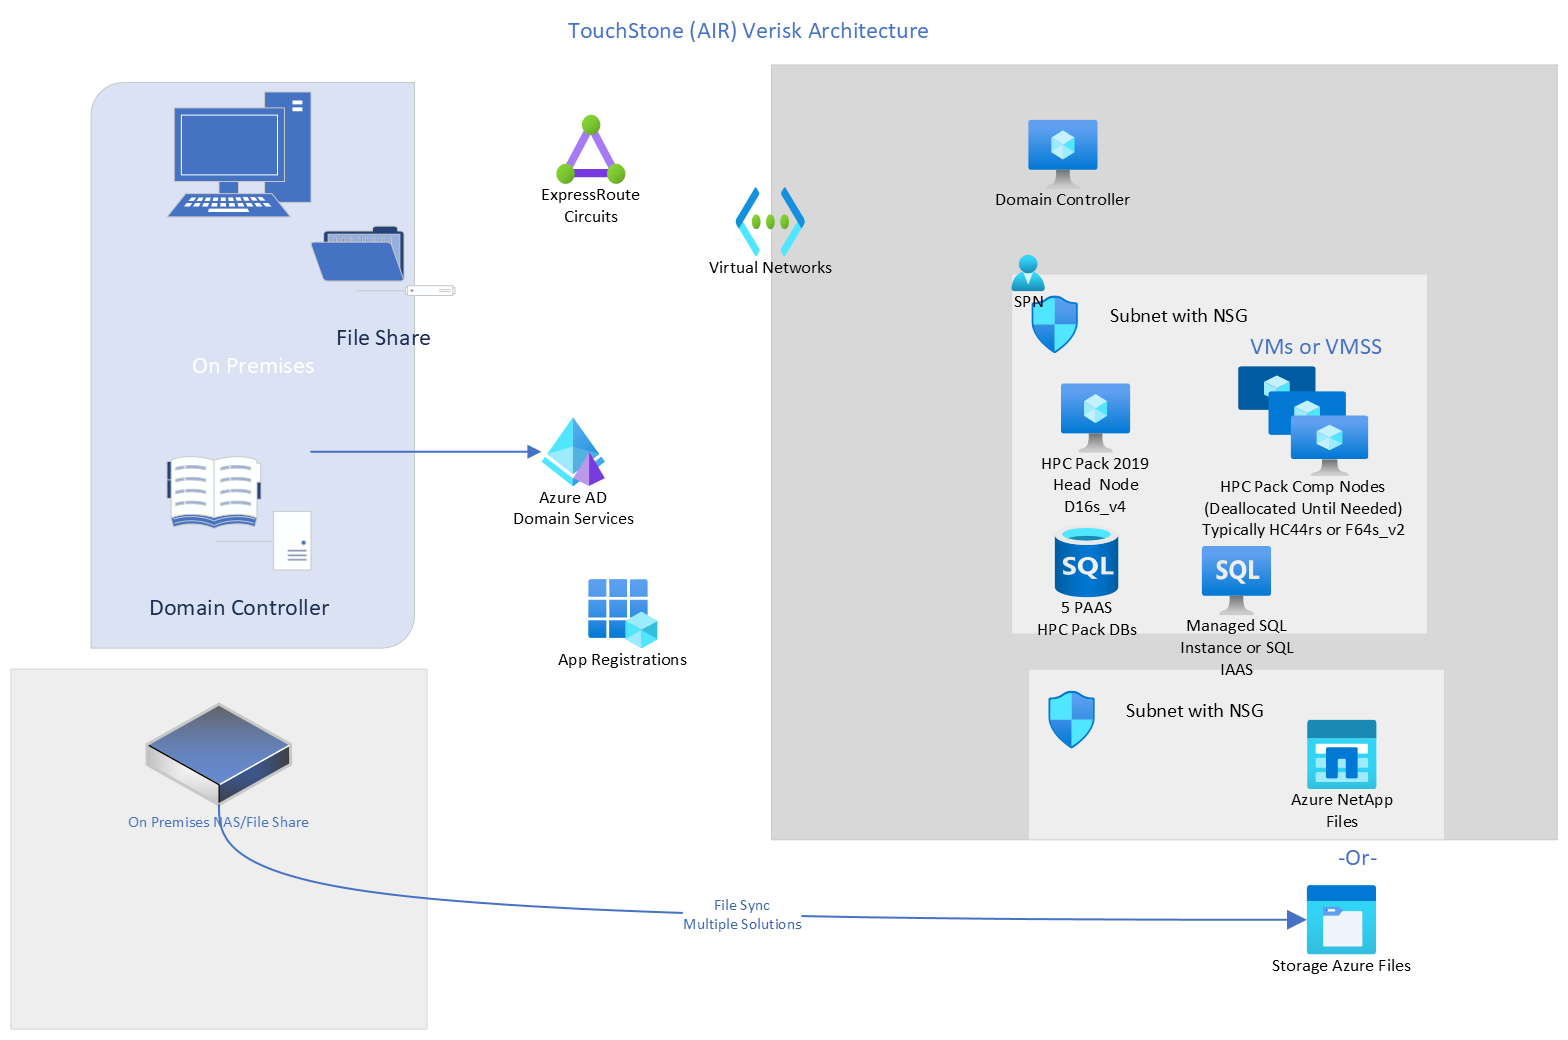 TouchStone (AIR) Verisk Architecture
File Share
On Premises
Domain Controller
On Premises NAS/File Share
ExpressRoute
Circuits
Virtual Networks
Azure AD
Domain Services
App Registrations
File Sync
Multiple Solutions
Domain Controller
SPN
Subnet with NSG
VMs or VMSS
HPC Pack 2019
Head Node
D16s_v4
HPC Pack Comp Nodes
(Deallocated Until Needed)
Typically HC44rs or F64s_v2
SQL
5 PAAS
HPC Pack DBs
SQL
Managed SQL
Instance or SQL
IAAS
Subnet with NSG
Azure NetApp
Files
-Or-
Storage Azure Files